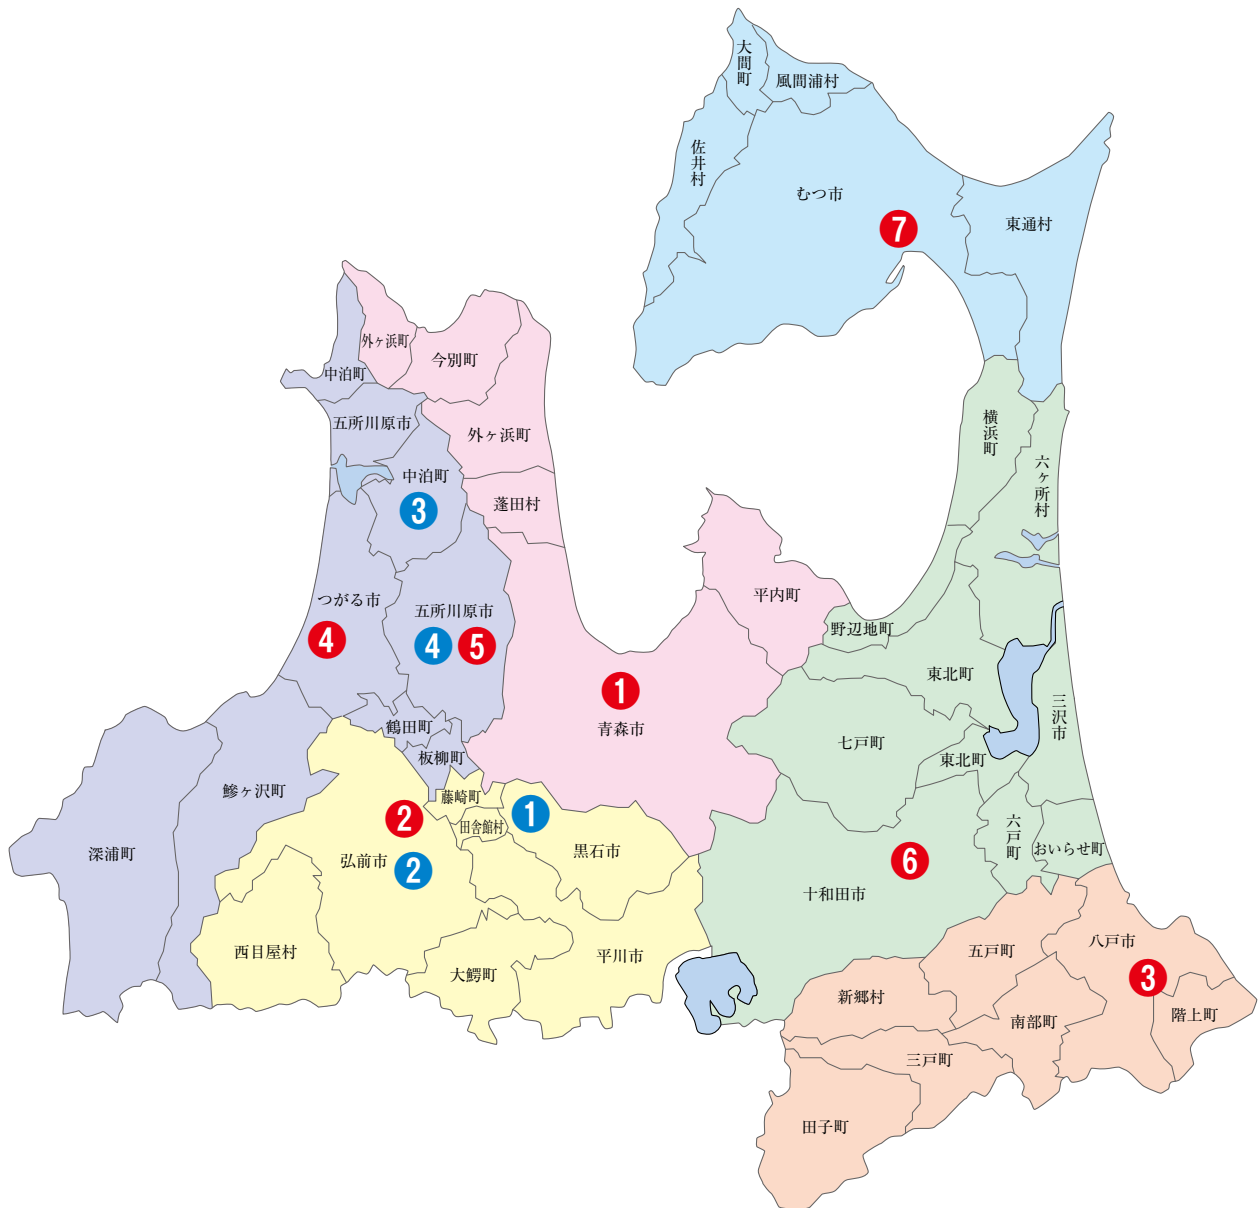 大間町
風間浦村
佐井村
むつ市
7
東通村
外ヶ浜町
今別町
中泊町
五所川原市
外ヶ浜町
中泊町
3
蓬田村
横浜町
六ヶ所村
つがる市
4
五所川原市
4 5
平内町
野辺地町
1
青森市
東北町
三沢市
七戸町
東北町
鶴田町
板柳町
鰺ヶ沢町
藤崎町
田舎館村
1
2
弘前市
2
黒石市
深浦町
六戸町
おいらせ町
6
十和田市
西目屋村
大鰐町
平川市
五戸町
八戸市
3
新郷村
南部町
階上町
三戸町
田子町